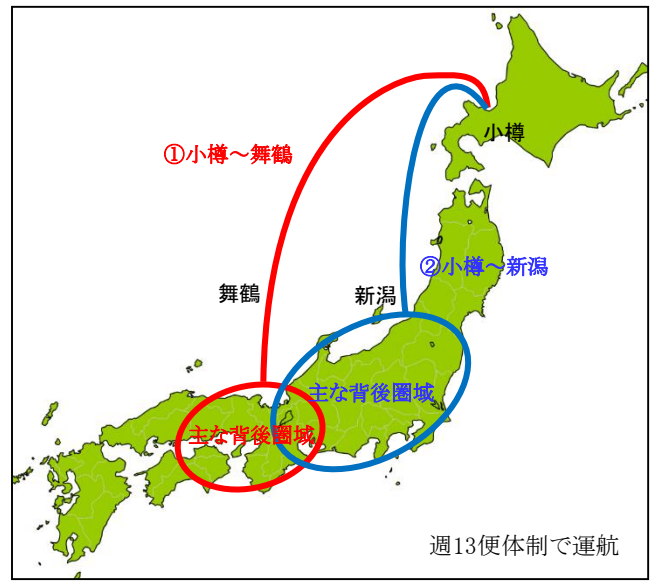 小樽
①小樽～舞鶴
②小樽～新潟
舞鶴
新潟
主な背後圏域
主な背後圏域
週13便体制で運航